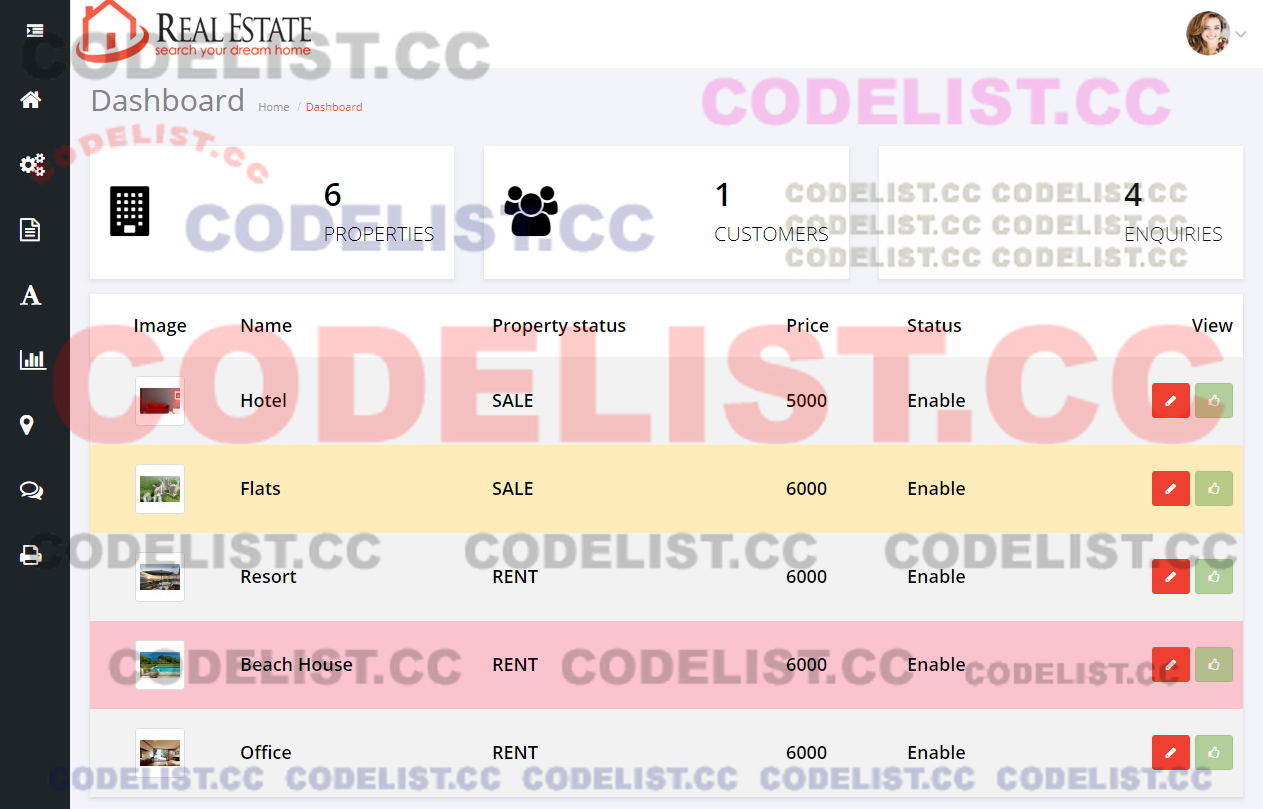 REAL ESTATE
search your dream home
CODELIST.CC
Dashboard Home / Dashboard
CODELIST.CC
CODELIST.CC
6
PROPERTIES
CODELIST.CC
1
CUSTOMERS
4
ENQUIRIES
CODELIST.CC CODELIST.CC
CODELIST.CC CODELIST.CC
CODELIST.CC CODELIST.CC
Image Name Property status Price Status View
CODELIST.CC
Hotel SALE 5000 Enable
Flats SALE 6000 Enable
CODELIST.CC CODELIST.CC CODELIST.CC
Resort RENT 6000 Enable
Beach House RENT 6000 Enable
CODELIST.CC CODELIST.CC CODELIST.CC
Office RENT 6000 Enable
CODELIST.CC CODELIST.CC CODELIST.CC CODELIST.CC CODELIST.CC